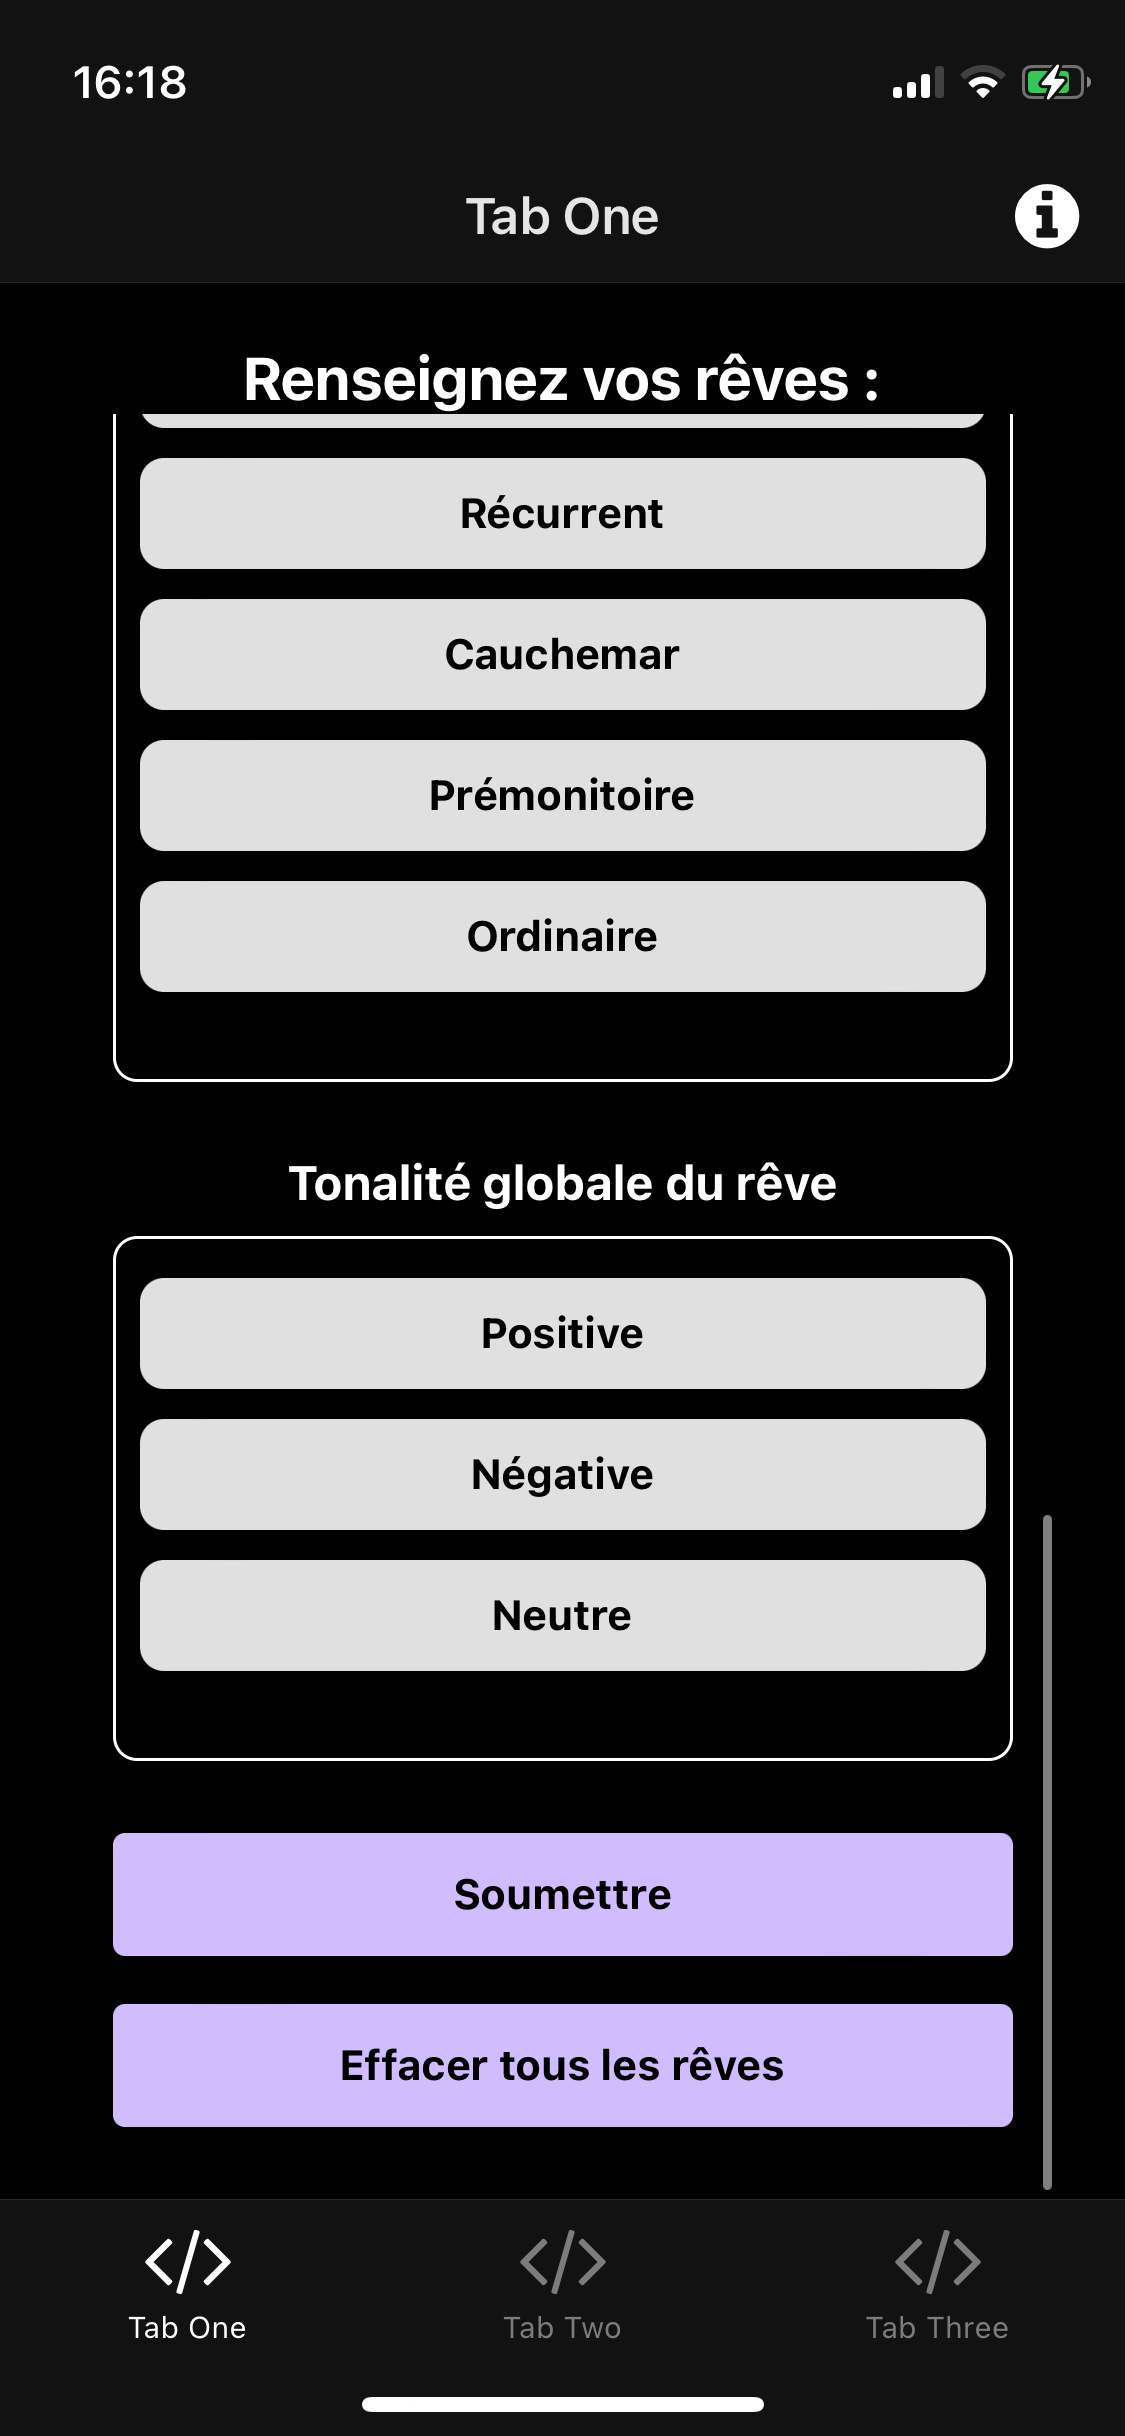 16:18
Tab One
Renseignez vos rêves :
Récurrent
Cauchemar
Prémonitoire
Ordinaire
Tonalité globale du rêve
Positive
Négative
Neutre
Soumettre
Effacer tous les rêves
Tab One
Tab Two
Tab Three